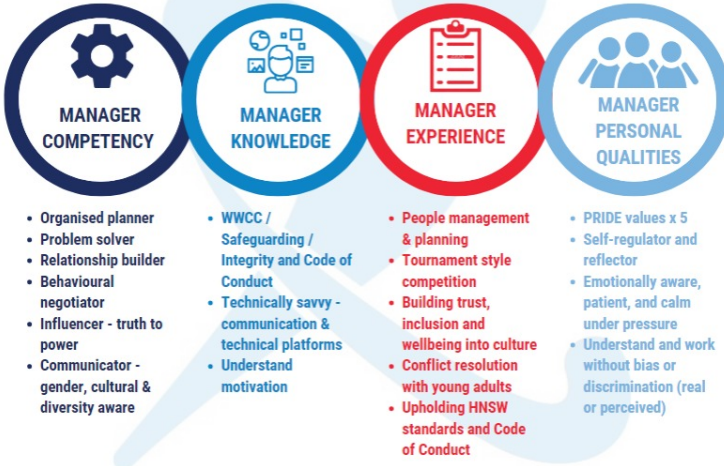 MANAGER
COMPETENCY
• Organised planner
• Problem solver
• Relationship builder
• Behavioural
negotiator
• Influencer - truth to
power
• Communicator -
gender, cultural &
diversity aware
MANAGER
KNOWLEDGE
• WWCC /
Safeguarding /
Integrity and Code of
Conduct
• Technically savvy -
communication &
technical platforms
• Understand
motivation
MANAGER
EXPERIENCE
• People management
& planning
• Tournament style
competition
• Building trust,
inclusion and
wellbeing into culture
• Conflict resolution
with young adults
• Upholding HNSW
standards and Code
of Conduct
MANAGER
PERSONAL
QUALITIES
• PRIDE values x 5
• Self-regulator and
reflector
• Emotionally aware,
patient, and calm
under pressure
• Understand and work
without bias or
discrimination (real
or perceived)